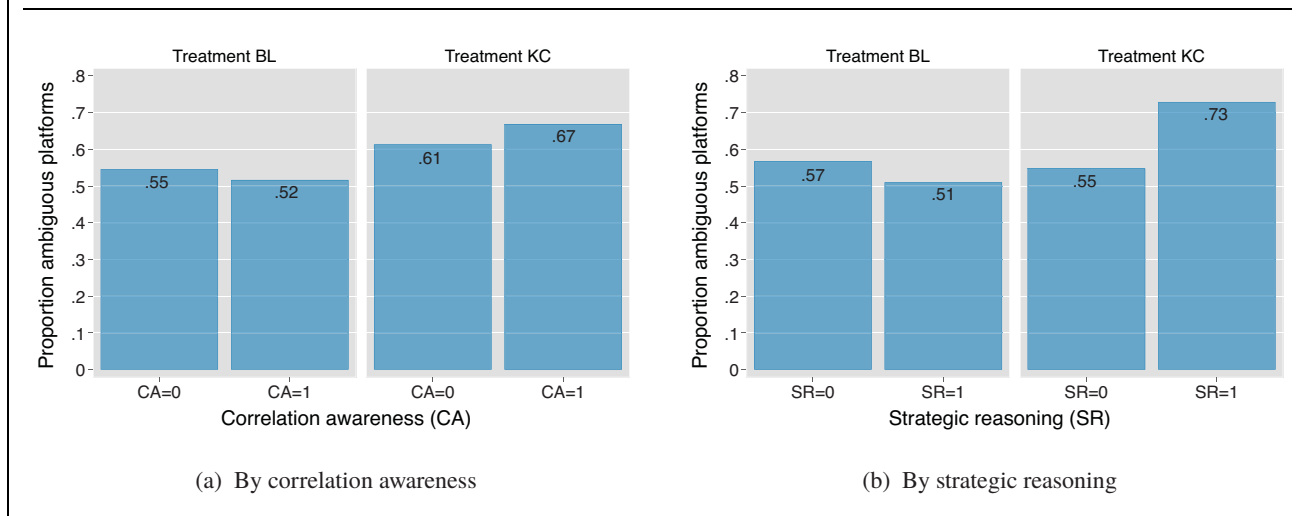 Treatment BL
Treatment KC
Proportion ambiguous platforms
.8
.7
.6
.5
.4
.3
.2
.1
0
.55
.52
.61
.67
CA=0
CA=1
CA=0
CA=1
Correlation awareness (CA)
(a) By correlation awareness
Treatment BL
Treatment KC
Proportion ambiguous platforms
.8
.7
.6
.5
.4
.3
.2
.1
0
.57
.51
.55
.73
SR=0
SR=1
SR=0
SR=1
Strategic reasoning (SR)
(b) By strategic reasoning